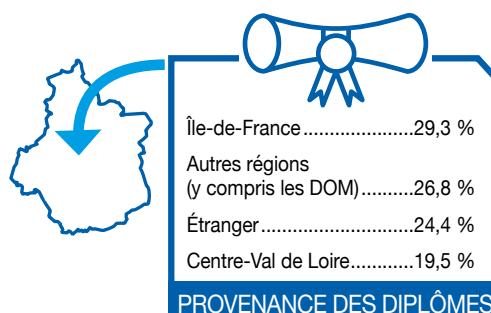 Île-de-France.....................29,3 %
Autres régions
(y compris les DOM)..........26,8 %
Étranger.............................24,4 %
Centre-Val de Loire............19,5 %
PROVENANCE DES DIPLÔMES